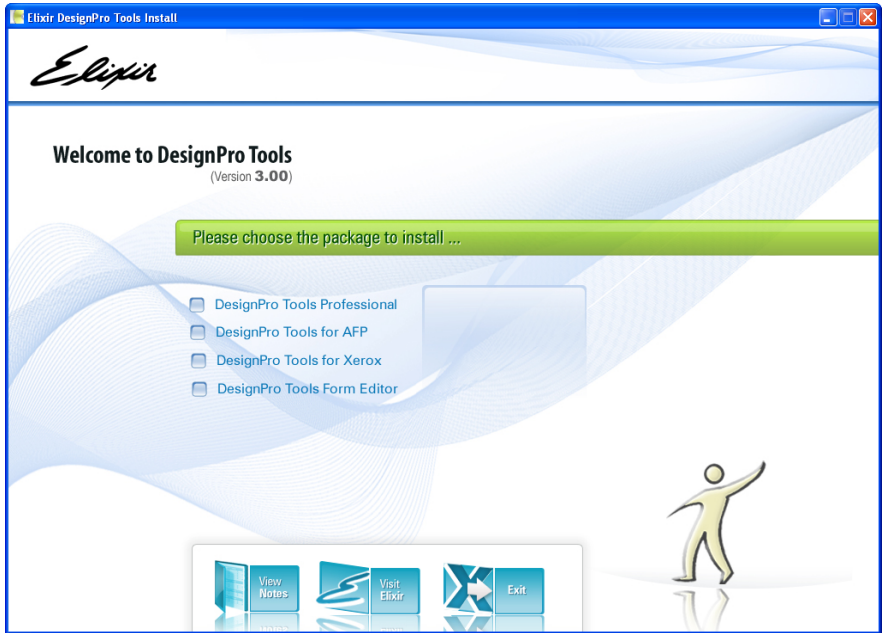 Elixir DesignPro Tools Install
Elixir
Welcome to DesignPro Tools
(Version 3.00)
Please choose the package to install ...
DesignPro Tools Professional
DesignPro Tools for AFP
DesignPro Tools for Xerox
DesignPro Tools Form Editor
View
Notes
Visit
Elixir
Exit